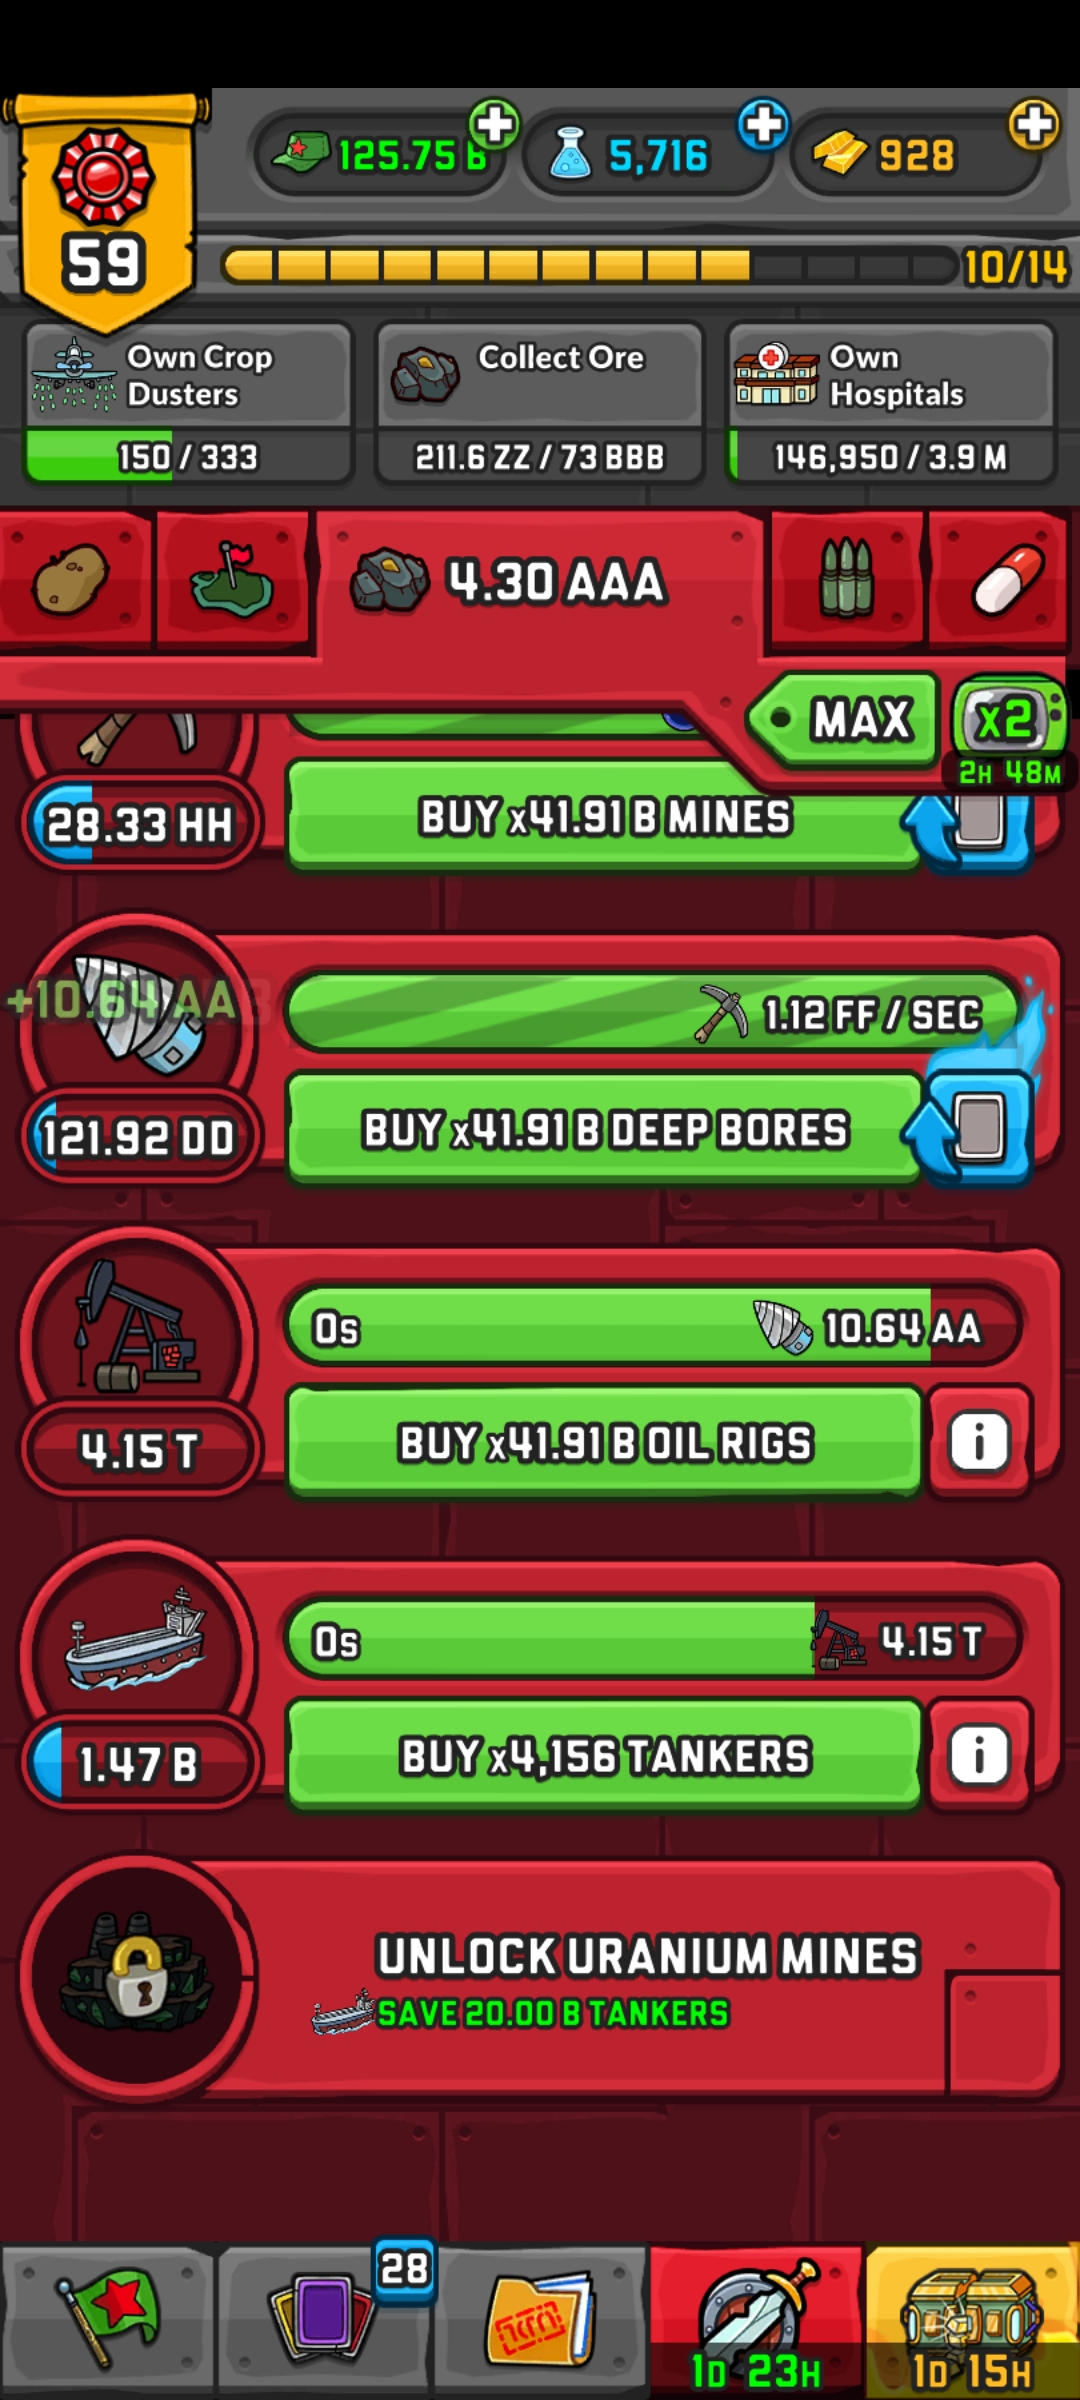 125.75 B
5,716
928
59
10/14
Own Crop
Dusters
150 / 333
Collect Ore
211.6 ZZ / 73 BBB
Own
Hospitals
146,950 / 3.9 M
4.30 AAA
MAX
x2
2H 48M
28.33 HH
BUY x41.91 B MINES
+10.64 AA
1.12 FF / SEC
121.92 DD
BUY x41.91 B DEEP BORES
0s
10.64 AA
4.15 T
BUY x41.91 B OIL RIGS
i
0s
4.15 T
1.47 B
BUY x4,156 TANKERS
i
UNLOCK URANIUM MINES
SAVE 20.00 B TANKERS
28
1D 23H
1D 15H